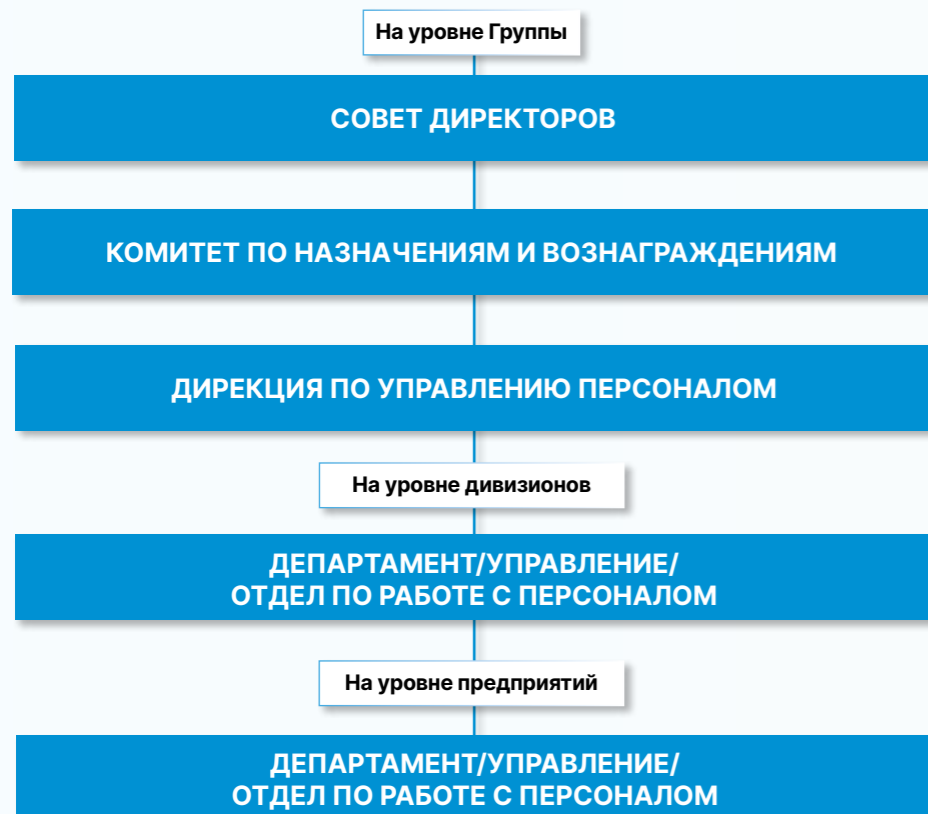 На уровне Группы
СОВЕТ ДИРЕКТОРОВ
КОМИТЕТ ПО НАЗНАЧЕНИЯМ И ВОЗНАГРАЖДЕНИЯМ
ДИРЕКЦИЯ ПО УПРАВЛЕНИЮ ПЕРСОНАЛОМ
На уровне дивизионов
ДЕПАРТАМЕНТ/УПРАВЛЕНИЕ/
ОТДЕЛ ПО РАБОТЕ С ПЕРСОНАЛОМ
На уровне предприятий
ДЕПАРТАМЕНТ/УПРАВЛЕНИЕ/
ОТДЕЛ ПО РАБОТЕ С ПЕРСОНАЛОМ